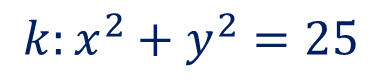 k: x² + y² = 25